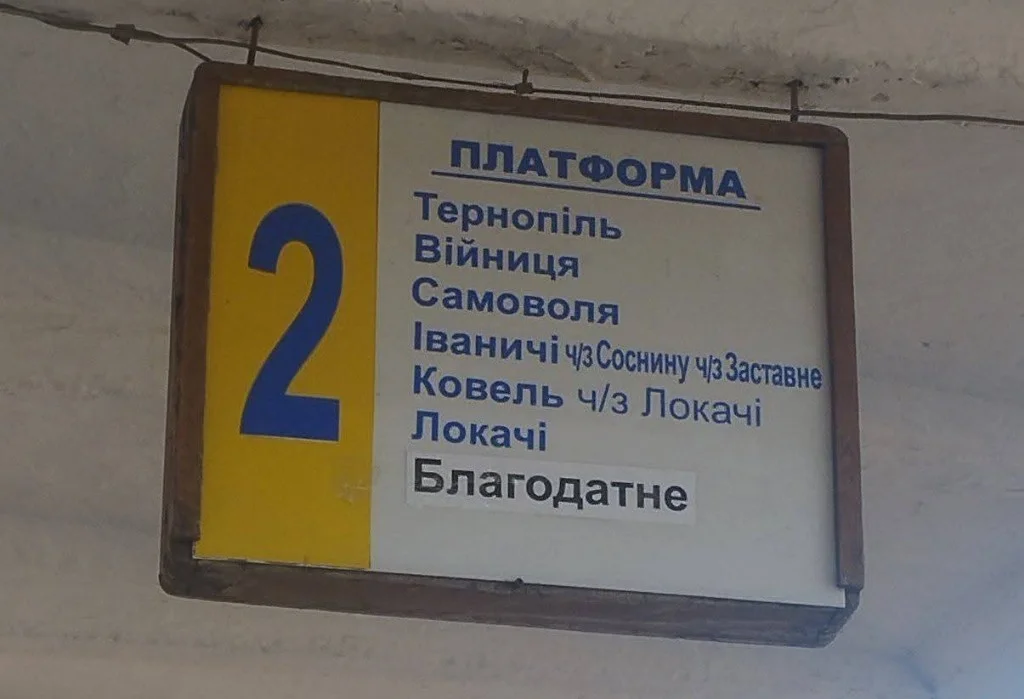 2
ПЛАТФОРМА
Тернопіль
Війниця
Самоволя
Іваничі ч/з Соснину ч/з Заставне
Ковель ч/з Локачі
Локачі
Благодатне